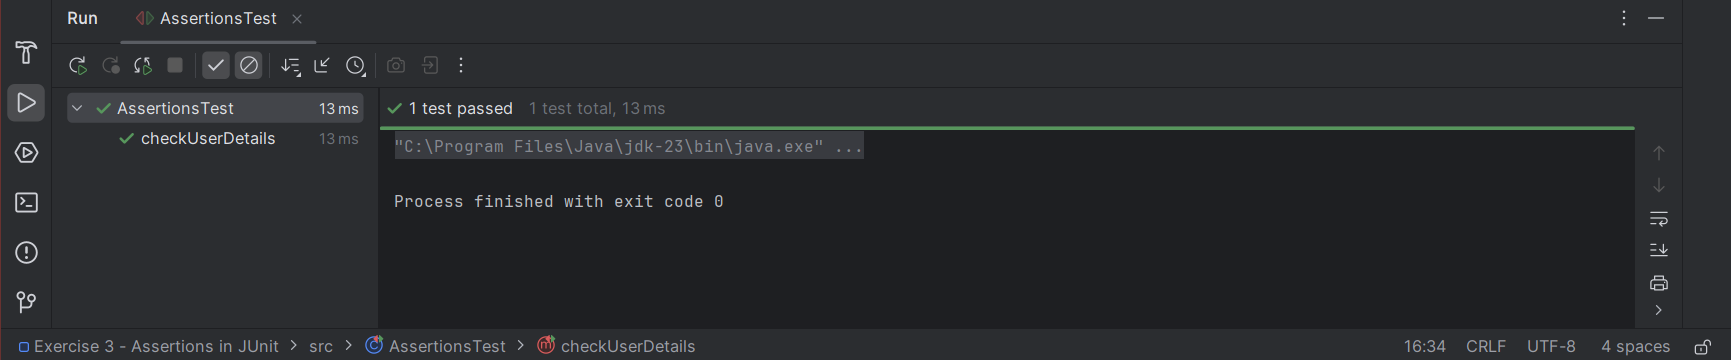 Run AssertionsTest
AssertionsTest 13 ms
checkUserDetails 13 ms
1 test passed 1 test total, 13 ms
"C:\Program Files\Java\jdk-23\bin\java.exe" ...
Process finished with exit code 0
Exercise 3 - Assertions in JUnit > src > AssertionsTest > checkUserDetails 16:34 CRLF UTF-8 4 spaces